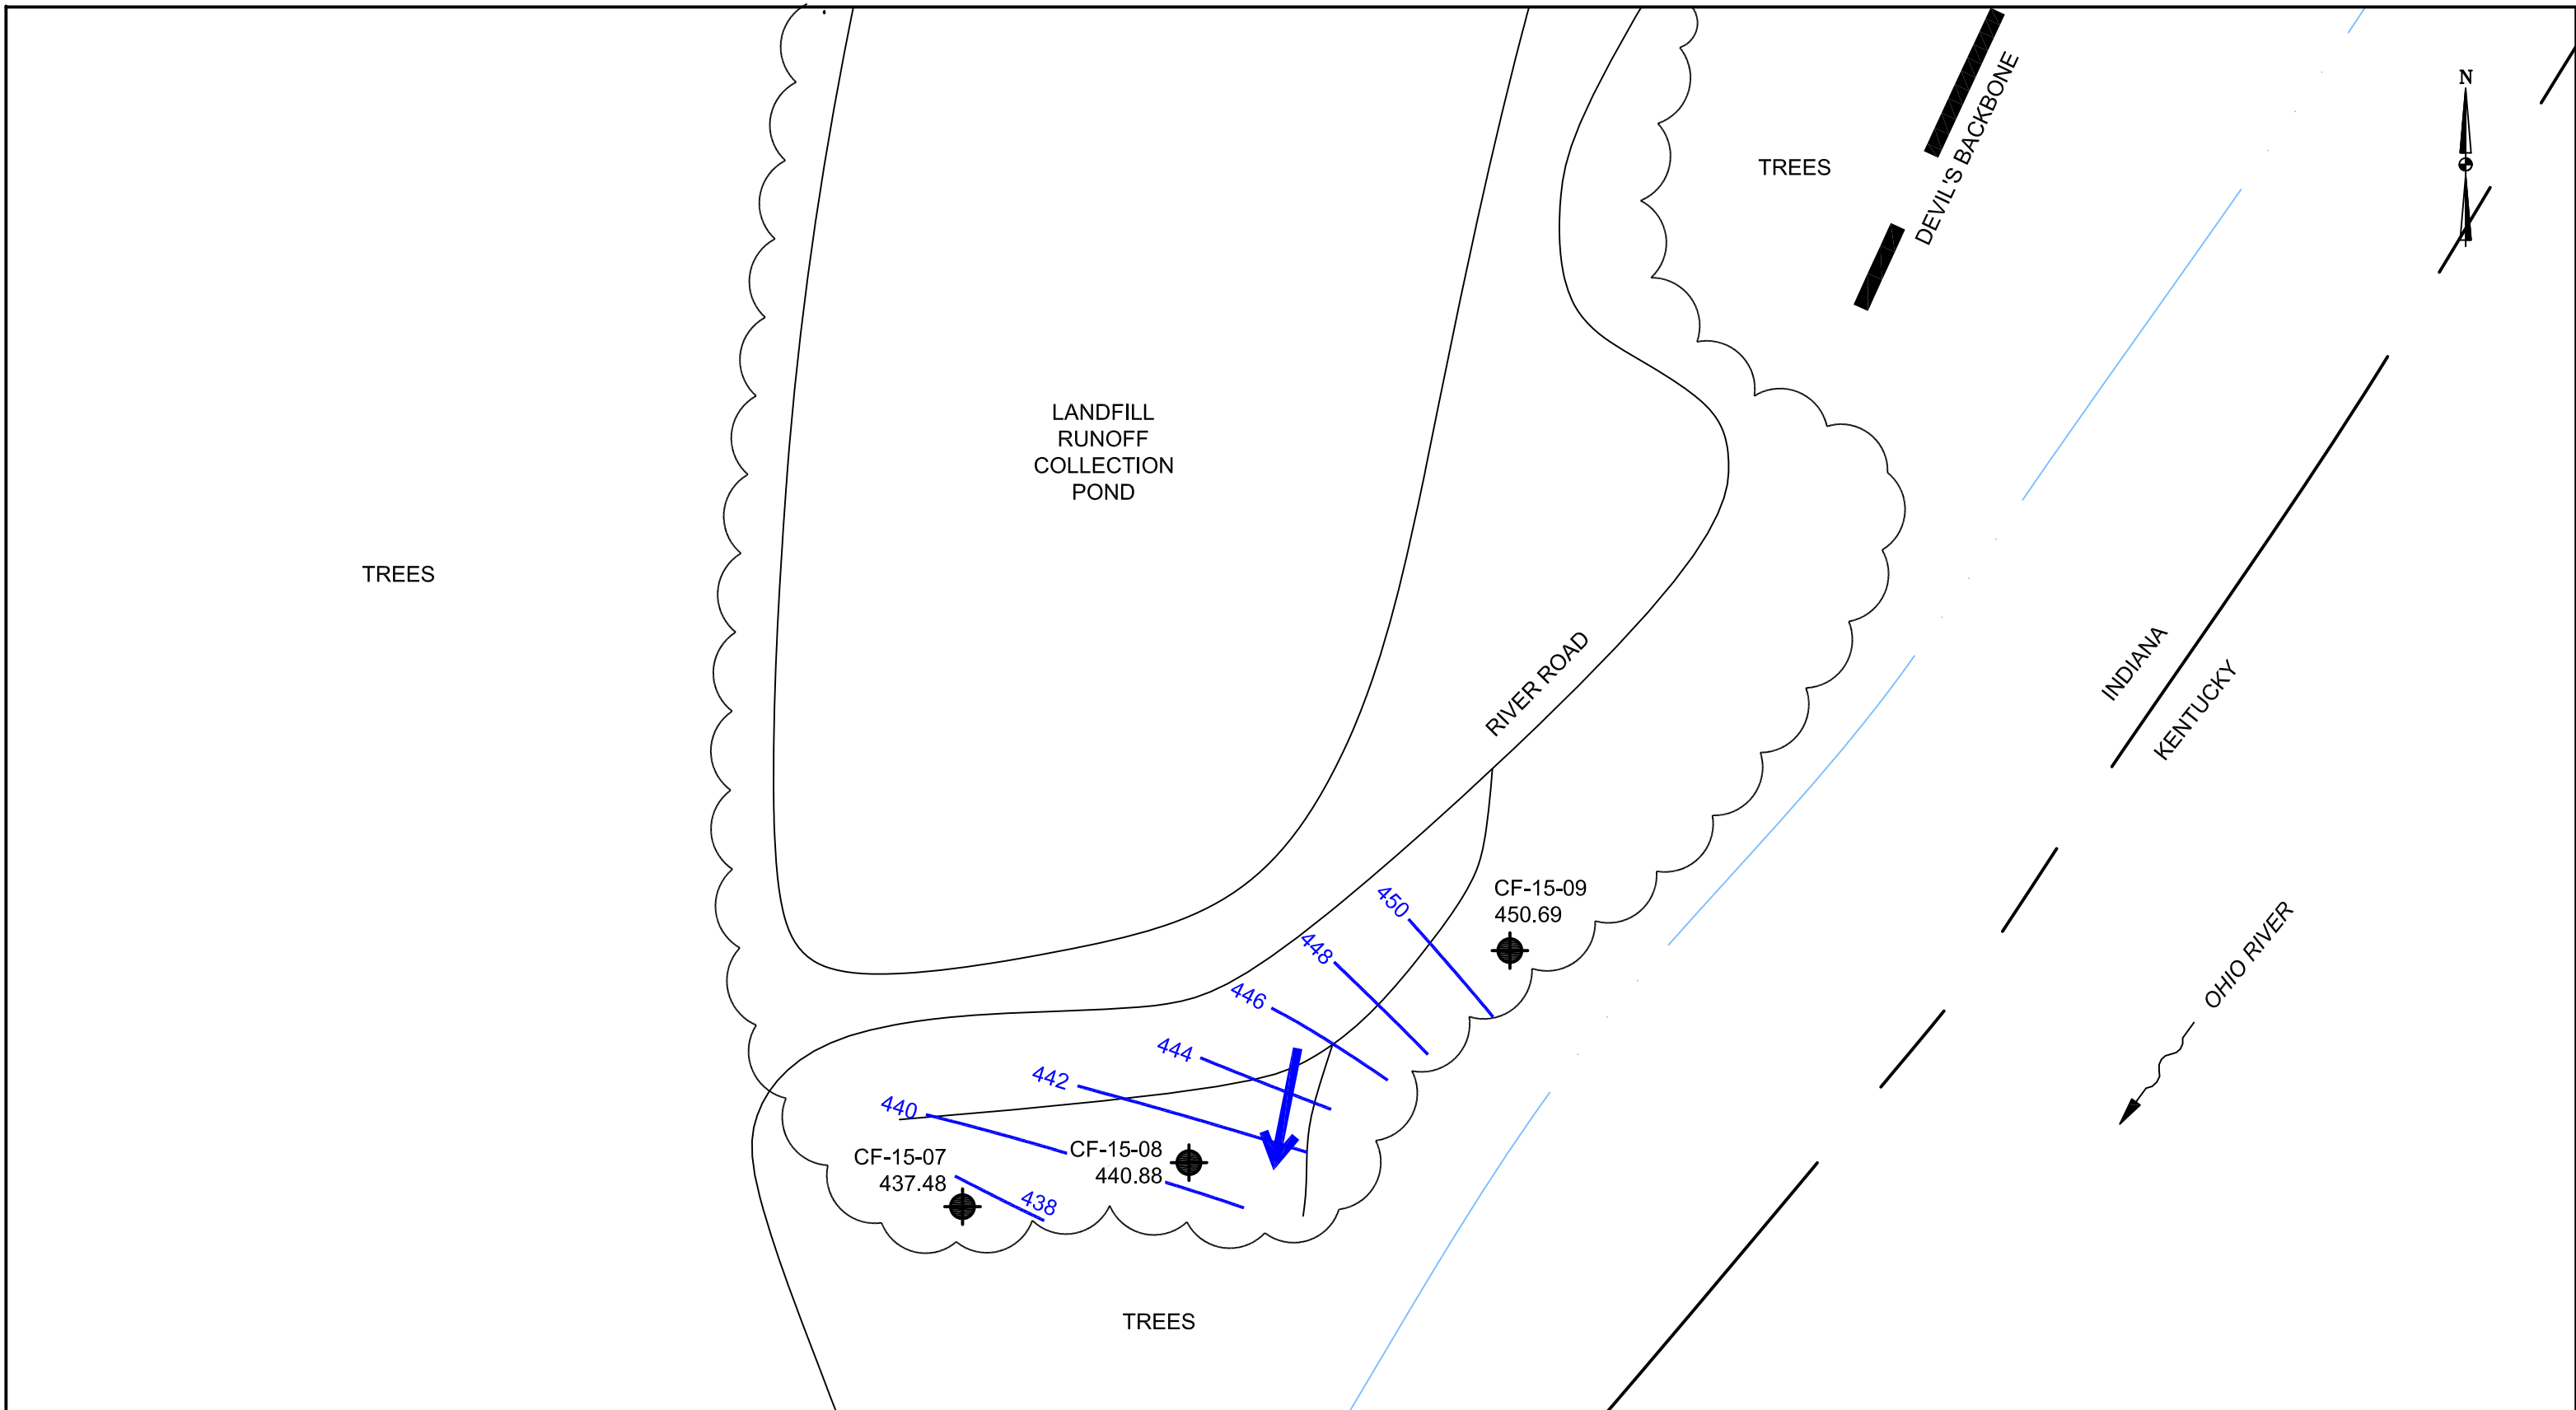 N
DEVIL'S BACKBONE
TREES
LANDFILL
RUNOFF
COLLECTION
POND
TREES
RIVER ROAD
INDIANA
KENTUCKY
OHIO RIVER
CF-15-09
450.69
450
448
446
444
442
440
CF-15-08
440.88
CF-15-07
437.48
438
TREES